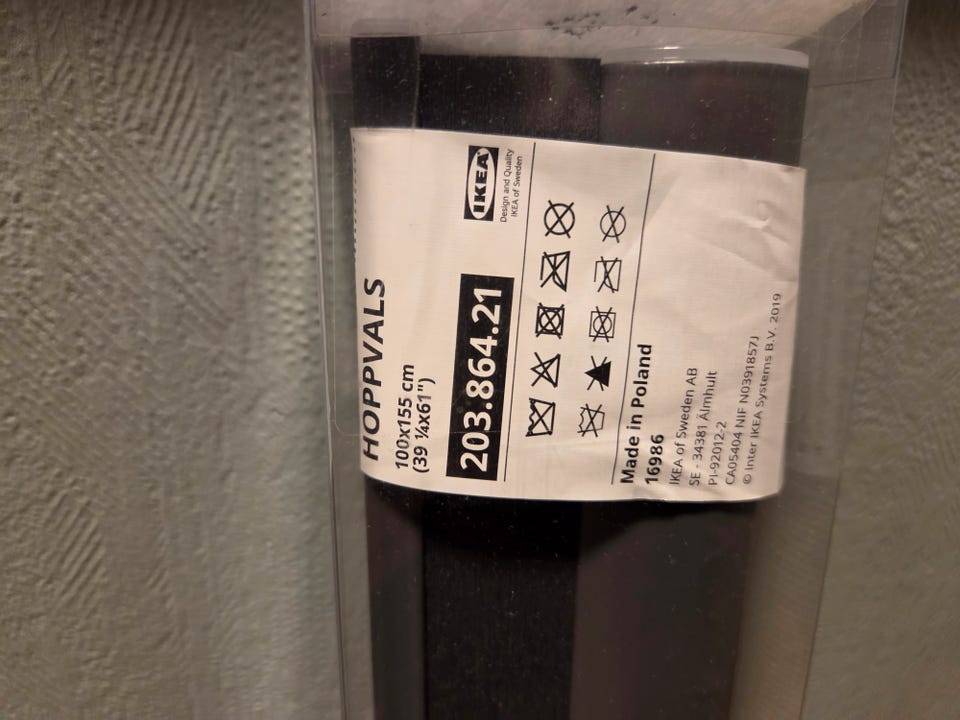 HOPPVALS
100x155 cm
(39 ¼x61")
203.864.21
IKEA
Design and Quality
IKEA of Sweden
Made in Poland
16986
IKEA of Sweden AB
SE - 34381 Älmhult
PI-92012-2
CA05404 NIF N0391857J
© Inter IKEA Systems B.V. 2019